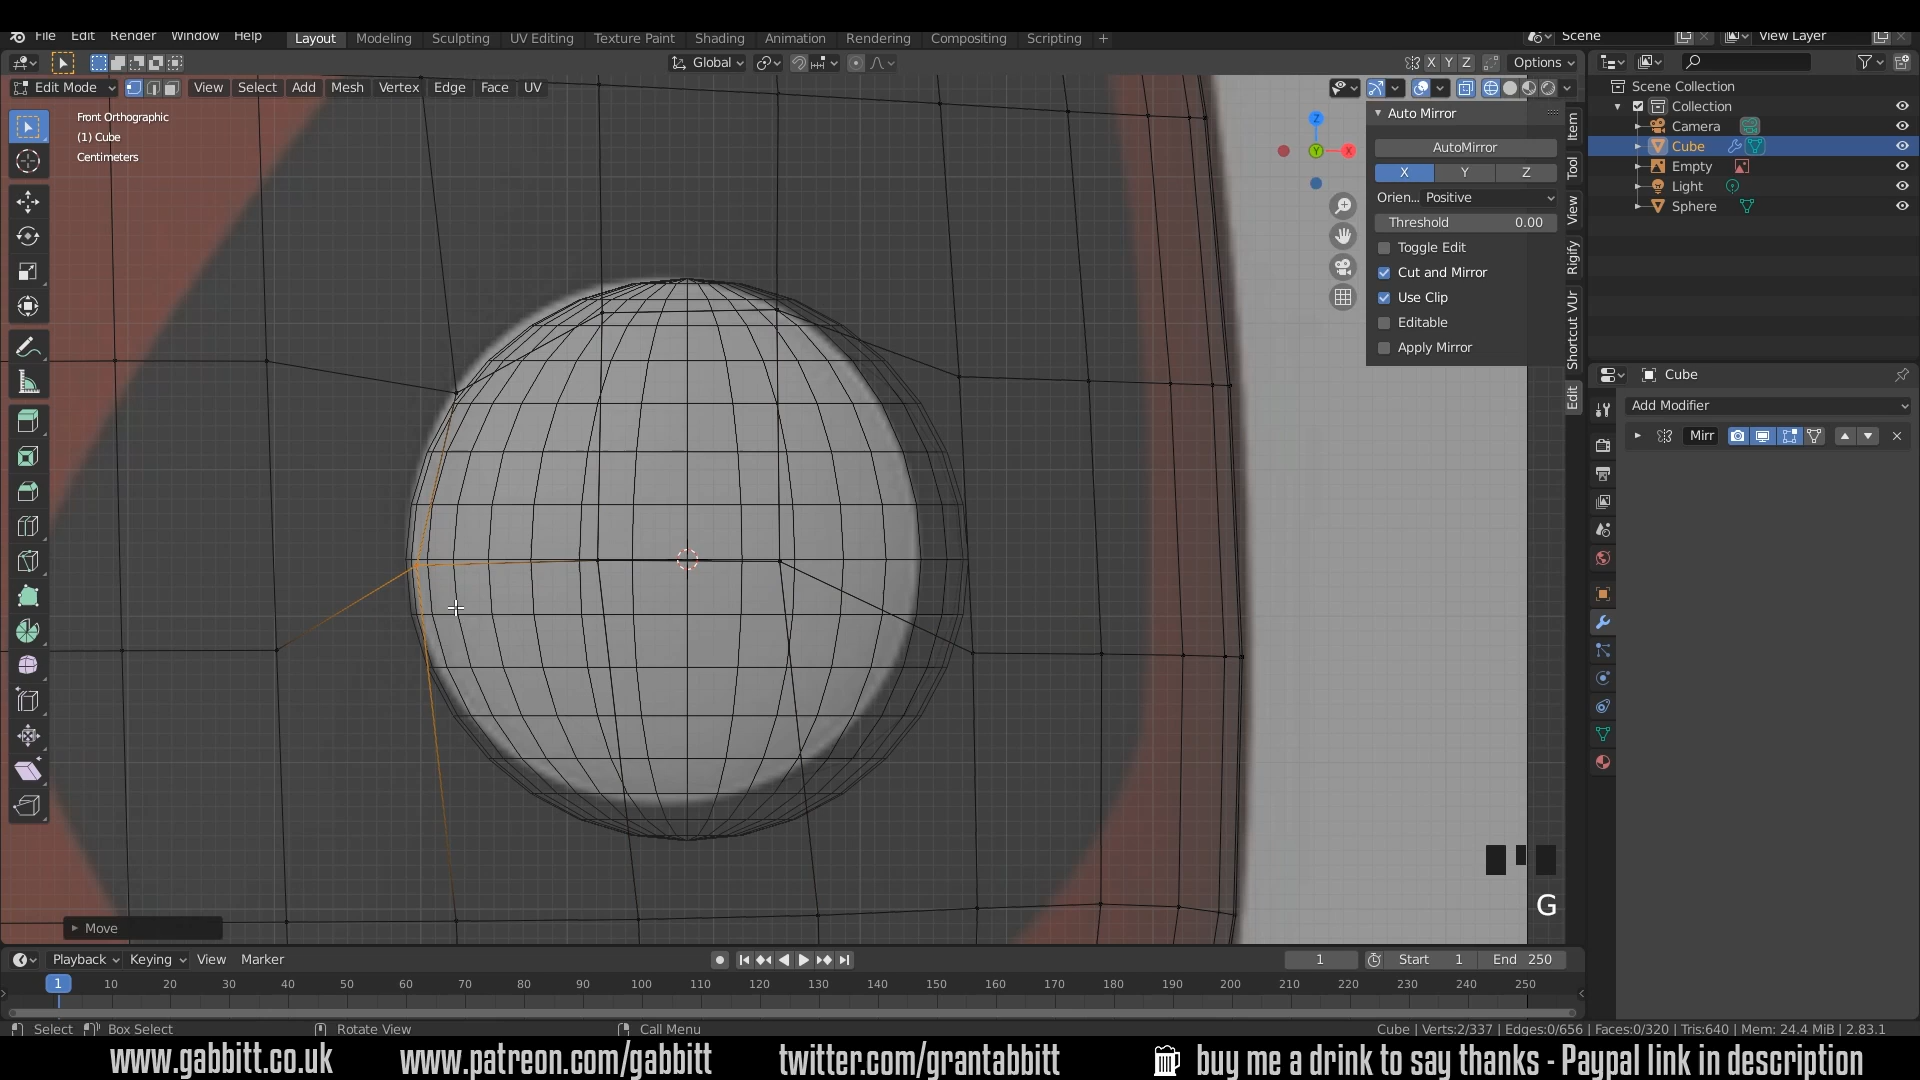 File Edit Render Window Help Layout Modeling Sculpting UV Editing Texture Paint Shading Animation Rendering Compositing Scripting + Scene View Layer
Global X Y Z Options
Edit Mode View Select Add Mesh Vertex Edge Face UV
Front Orthographic
(1) Cube
Centimeters
Z
Y
X
Auto Mirror
AutoMirror
X Y Z
Orien... Positive
Threshold 0.00
Toggle Edit
Cut and Mirror
Use Clip
Editable
Apply Mirror
Item
Tool
View
Rigify
Shortcut VUr
Edit
Scene Collection
Collection
Camera
Cube
Empty
Light
Sphere
Cube
Add Modifier
Mirr
G
Move
Playback Keying View Marker 1 Start 1 End 250
1 10 20 30 40 50 60 70 80 90 100 110 120 130 140 150 160 170 180 190 200 210 220 230 240 250
Select Box Select Rotate View Call Menu Cube | Verts:2/337 | Edges:0/656 | Faces:0/320 | Tris:640 | Mem: 24.4 MiB | 2.83.1
www.gabbitt.co.uk www.patreon.com/gabbitt twitter.com/grantabbitt buy me a drink to say thanks - Paypal link in description